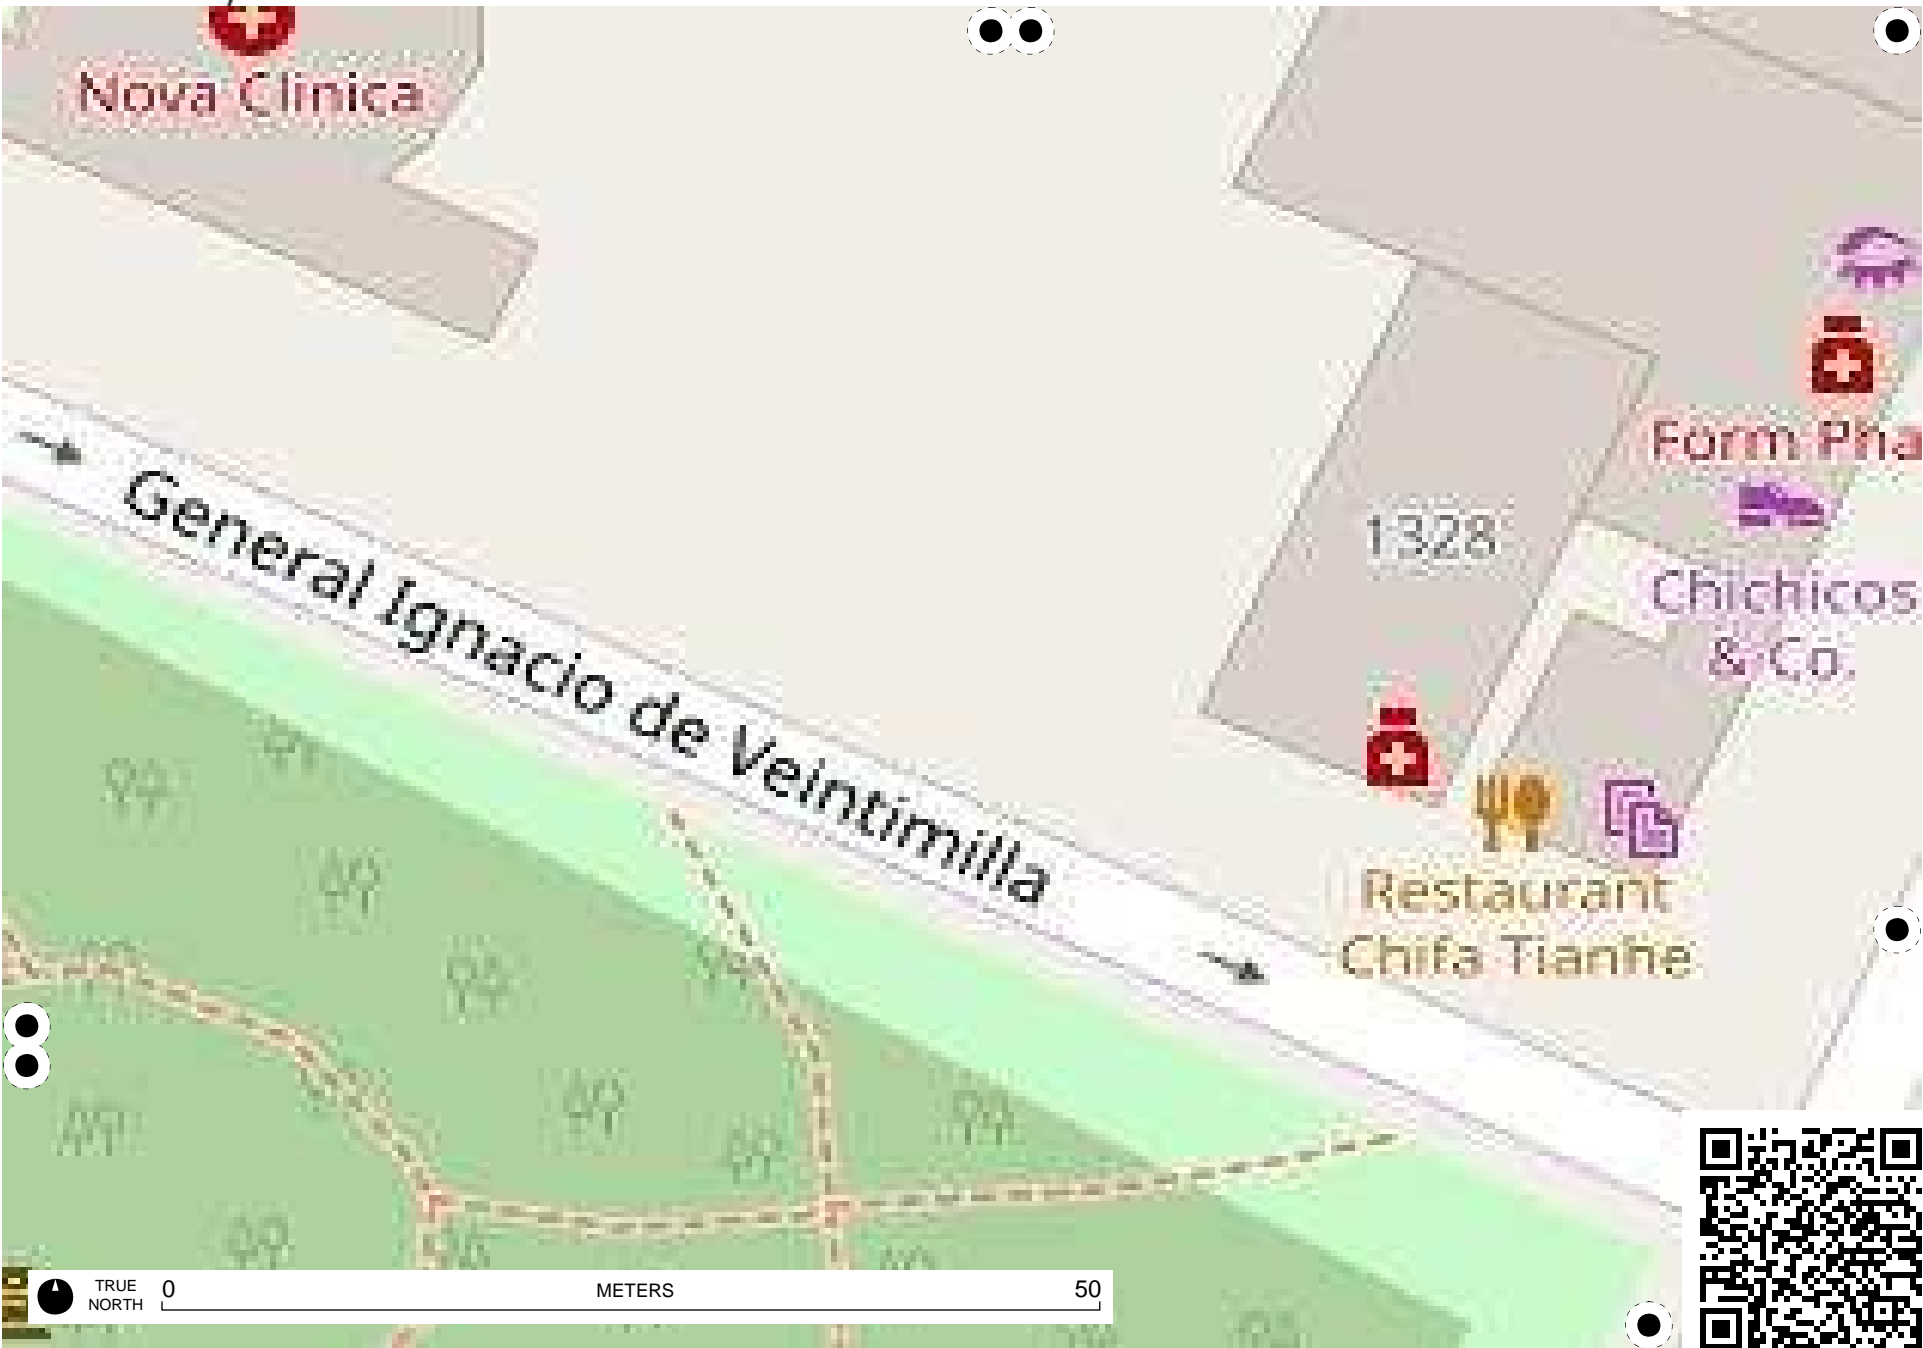 Nova Clinica
Form Pha
1328
Chichicos
& Co.
General Ignacio de Veintimilla
Restaurant
Chifa Tianhe
TRUE
NORTH
0
METERS
50